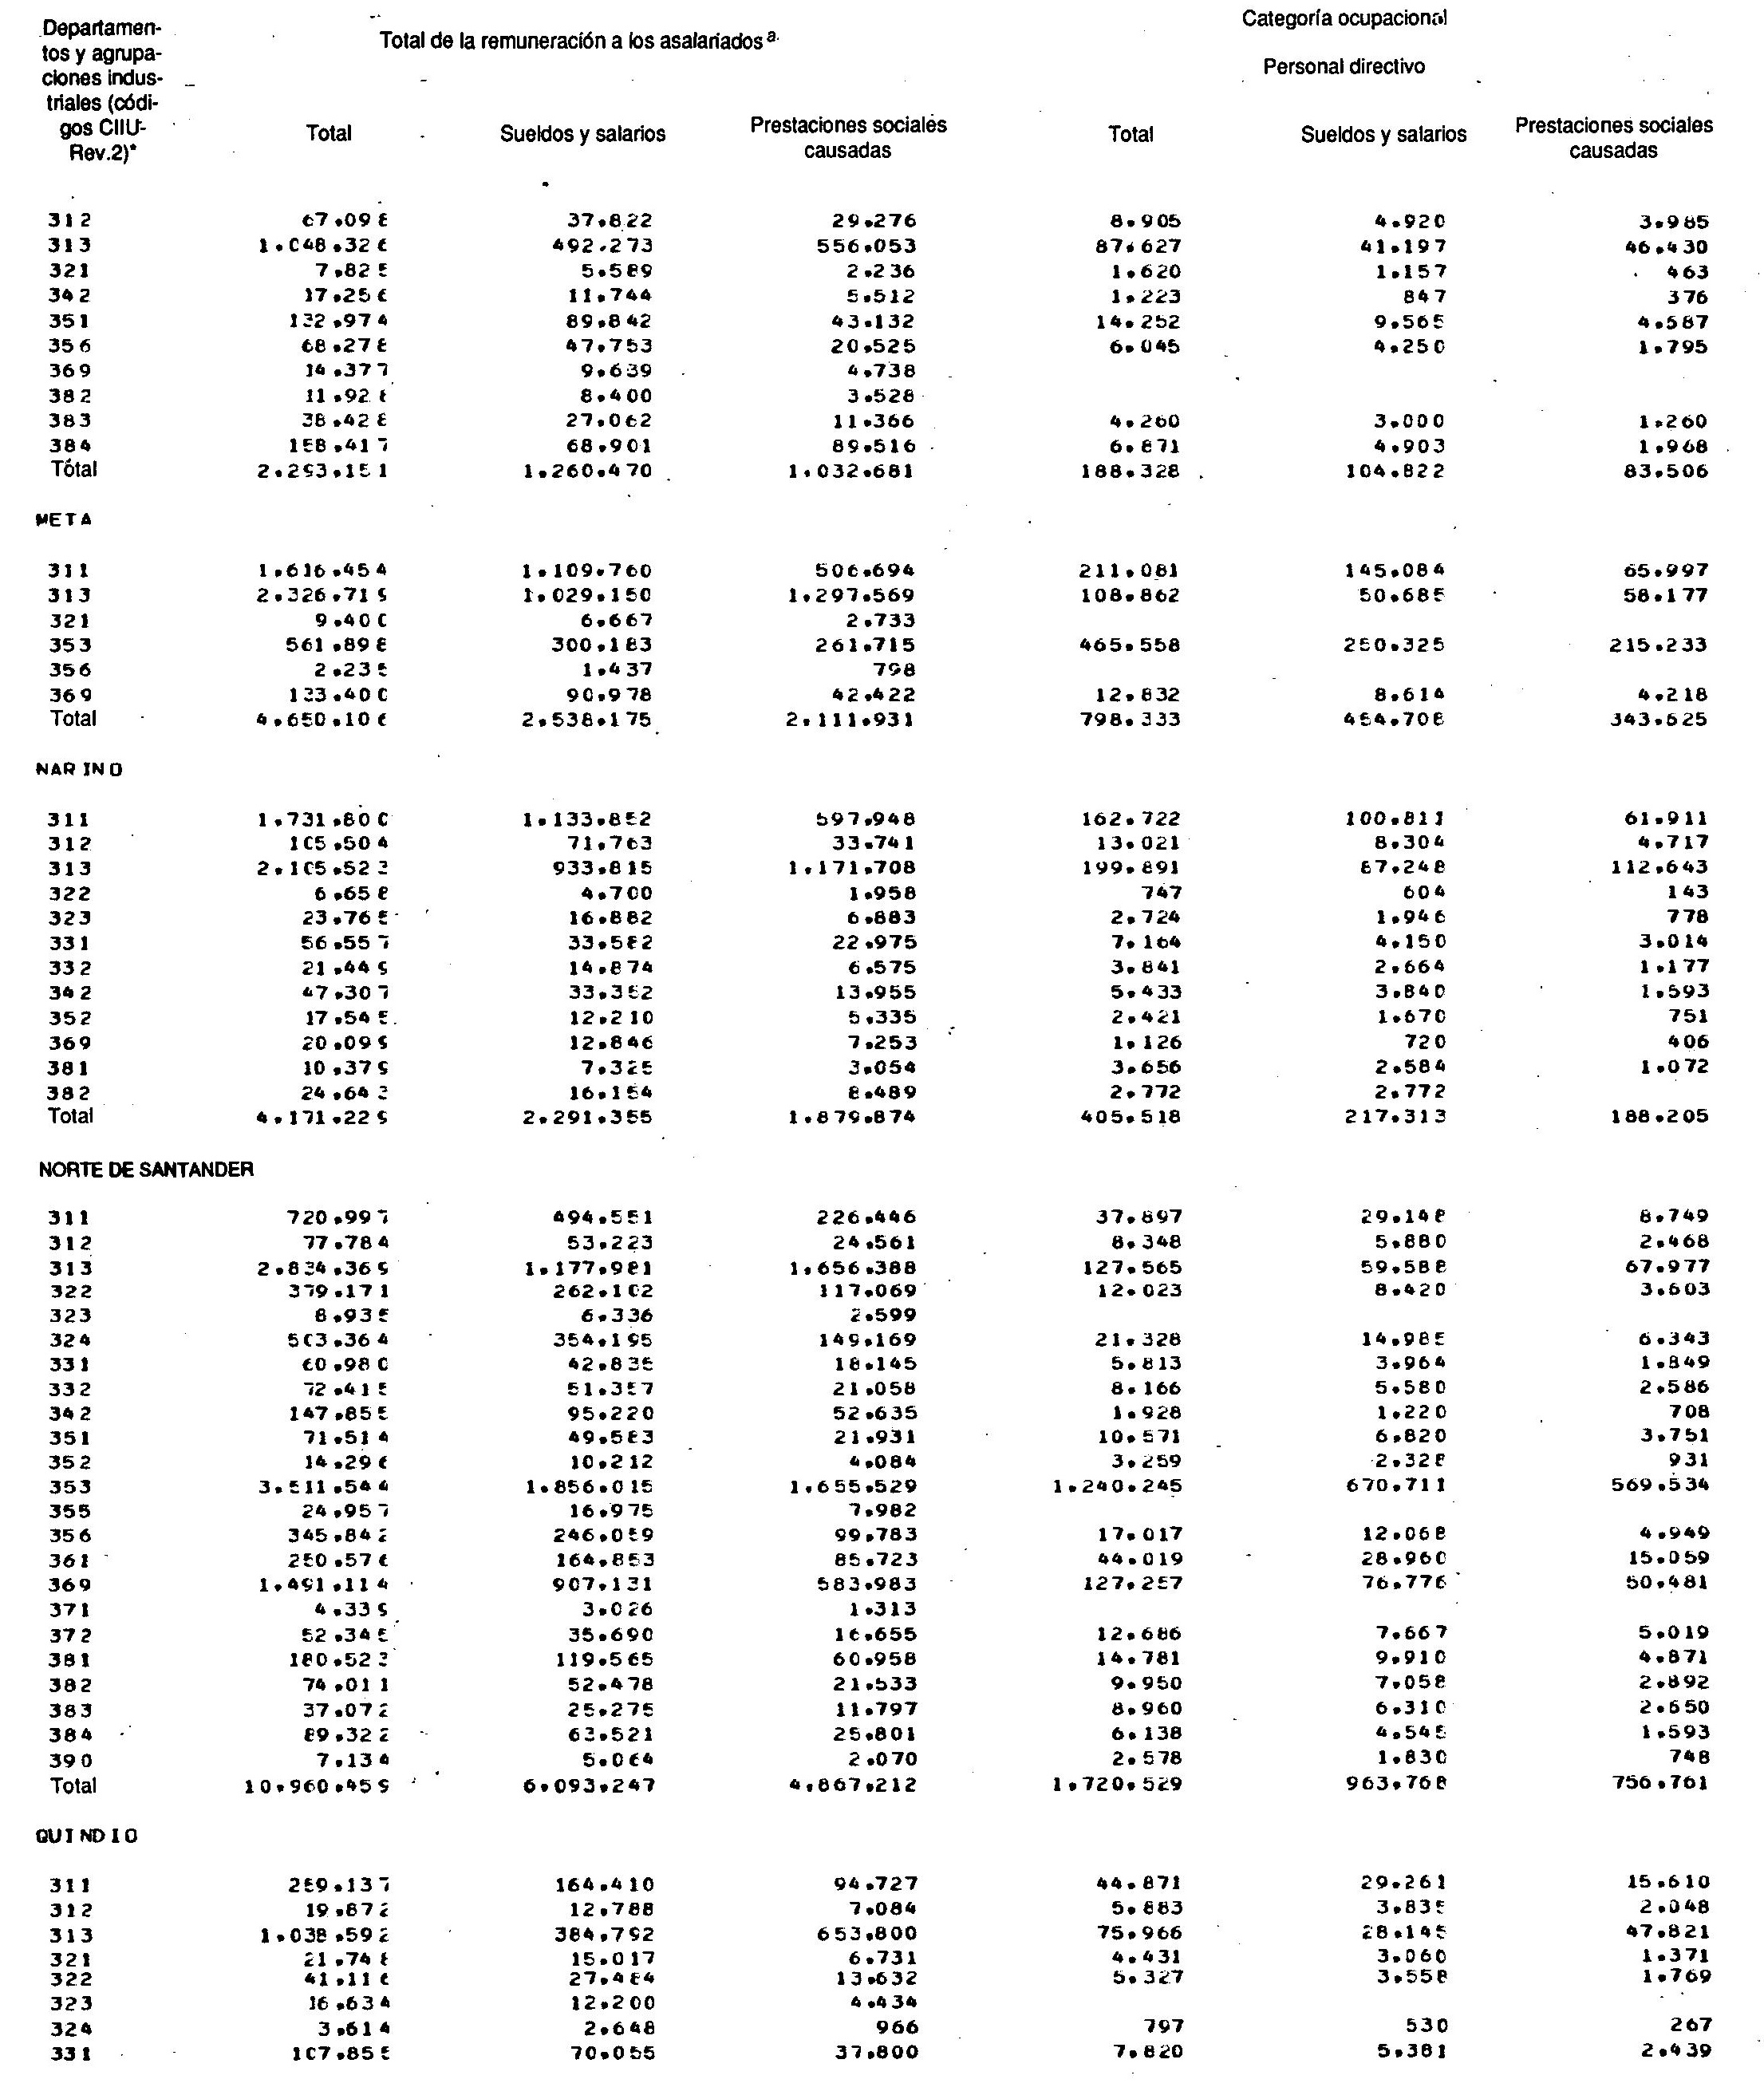 Departamen-
tos y agrupa-
ciones indus-
triales (códi-
gos CIIU-
Rev.2)*
Total de la remuneración a los asalariados a
Categoría ocupacional
Personal directivo
Total Sueldos y salarios Prestaciones sociales causadas Total Sueldos y salarios Prestaciones sociales causadas
312 67.098 37.822 29.276 8.905 4.920 3.985
313 1.048.326 492.273 556.053 87.627 41.197 46.430
321 7.825 5.589 2.236 1.620 1.157 463
342 17.256 11.744 5.512 1.223 847 376
351 132.974 89.842 43.132 14.252 9.565 4.687
356 68.278 47.753 20.525 6.045 4.250 1.795
369 14.377 9.639 4.738
382 11.928 8.400 3.528
383 38.428 27.062 11.366 4.260 3.000 1.260
384 158.417 68.901 89.516 6.871 4.903 1.968
Total 2.293.151 1.260.470 1.032.681 188.328 104.822 83.506
META
311 1.616.454 1.109.760 506.694 211.081 145.084 65.997
313 2.326.719 1.029.150 1.297.569 108.862 50.685 58.177
321 9.400 6.667 2.733
353 561.898 300.183 261.715 465.558 250.325 215.233
356 2.235 1.437 798
369 133.400 90.978 42.422 12.832 8.614 4.218
Total 4.650.106 2.538.175 2.111.931 798.333 454.708 343.625
NARINO
311 1.731.800 1.133.852 597.948 162.722 100.811 61.911
312 105.504 71.763 33.741 13.021 8.304 4.717
313 2.105.523 933.815 1.171.708 199.891 87.248 112.643
322 6.658 4.700 1.958 747 604 143
323 23.765 16.882 6.883 2.724 1.946 778
331 56.557 33.582 22.975 7.164 4.150 3.014
332 21.449 14.874 6.575 3.841 2.664 1.177
342 47.307 33.352 13.955 5.433 3.840 1.593
352 17.545 12.210 5.335 2.421 1.670 751
369 20.099 12.846 7.253 1.126 720 406
381 10.379 7.325 3.054 3.656 2.584 1.072
382 24.643 16.154 8.489 2.772 2.772
Total 4.171.229 2.291.355 1.879.874 405.518 217.313 188.205
NORTE DE SANTANDER
311 720.997 494.551 226.446 37.897 29.148 8.749
312 77.784 53.223 24.561 8.348 5.880 2.468
313 2.834.369 1.177.981 1.656.388 127.565 59.588 67.977
322 379.171 262.102 117.069 12.023 8.420 3.603
323 8.935 6.336 2.599
324 503.364 354.195 149.169 21.328 14.985 6.343
331 60.980 42.835 18.145 5.813 3.964 1.849
332 72.415 51.357 21.058 8.166 5.580 2.586
342 147.855 95.220 52.635 1.928 1.220 708
351 71.514 49.583 21.931 10.571 6.820 3.751
352 14.296 10.212 4.084 3.259 2.328 931
353 3.511.544 1.856.015 1.655.529 1.240.245 670.711 569.534
355 24.957 16.975 7.982
356 345.842 246.059 99.783 17.017 12.068 4.949
361 250.576 164.853 85.723 44.019 28.960 15.059
369 1.491.114 907.131 583.983 127.257 76.776 50.481
371 4.339 3.026 1.313
372 52.345 35.690 16.655 12.686 7.667 5.019
381 180.523 119.565 60.958 14.781 9.910 4.871
382 74.011 52.478 21.533 9.950 7.058 2.892
383 37.072 25.275 11.797 8.960 6.310 2.650
384 89.322 63.521 25.801 6.138 4.545 1.593
390 7.134 5.064 2.070 2.578 1.830 748
Total 10.960.459 6.093.247 4.867.212 1.720.529 963.768 756.761
QUINDIO
311 259.137 164.410 94.727 44.871 29.261 15.610
312 19.872 12.788 7.084 5.883 3.835 2.048
313 1.038.592 384.792 653.800 75.966 28.145 47.821
321 21.748 15.017 6.731 4.431 3.060 1.371
322 41.116 27.484 13.632 5.327 3.558 1.769
323 16.634 12.200 4.434
324 3.614 2.648 966 797 530 267
331 107.855 70.055 37.800 7.820 5.381 2.439